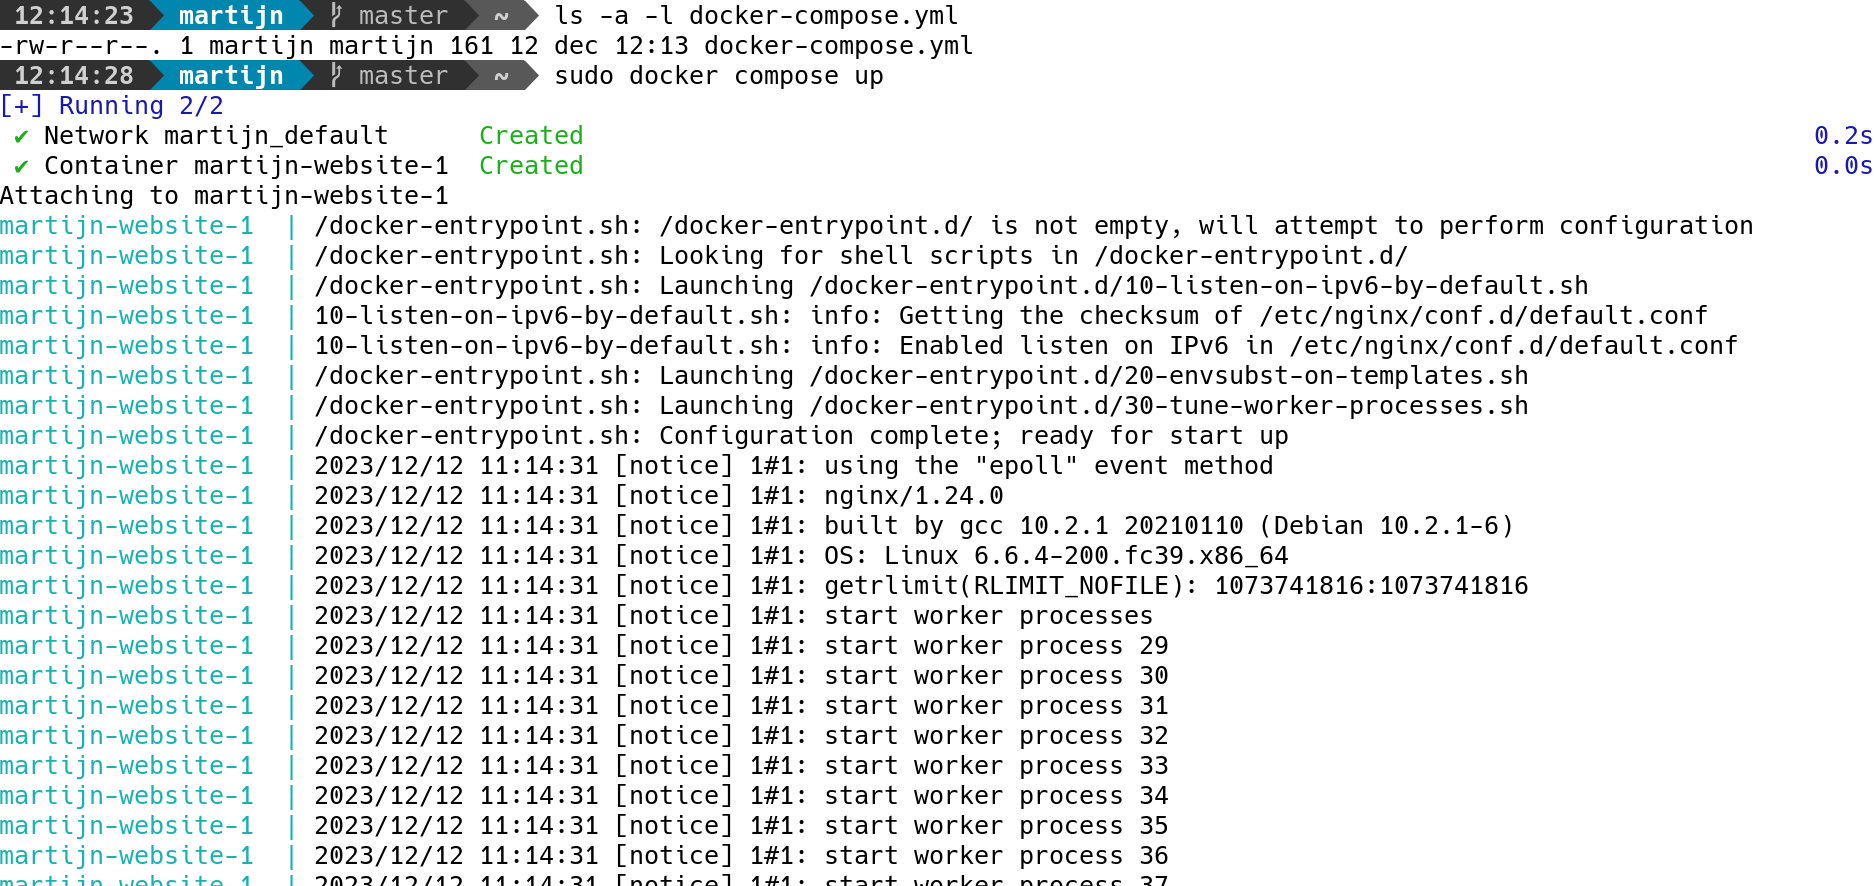 12:14:23 martijn master ~ ls -a -l docker-compose.yml
-rw-r--r--. 1 martijn martijn 161 12 dec 12:13 docker-compose.yml
12:14:28 martijn master ~ sudo docker compose up
[+] Running 2/2
✔ Network martijn_default Created 0.2s
✔ Container martijn-website-1 Created 0.0s
Attaching to martijn-website-1
martijn-website-1 | /docker-entrypoint.sh: /docker-entrypoint.d/ is not empty, will attempt to perform configuration
martijn-website-1 | /docker-entrypoint.sh: Looking for shell scripts in /docker-entrypoint.d/
martijn-website-1 | /docker-entrypoint.sh: Launching /docker-entrypoint.d/10-listen-on-ipv6-by-default.sh
martijn-website-1 | 10-listen-on-ipv6-by-default.sh: info: Getting the checksum of /etc/nginx/conf.d/default.conf
martijn-website-1 | 10-listen-on-ipv6-by-default.sh: info: Enabled listen on IPv6 in /etc/nginx/conf.d/default.conf
martijn-website-1 | /docker-entrypoint.sh: Launching /docker-entrypoint.d/20-envsubst-on-templates.sh
martijn-website-1 | /docker-entrypoint.sh: Launching /docker-entrypoint.d/30-tune-worker-processes.sh
martijn-website-1 | /docker-entrypoint.sh: Configuration complete; ready for start up
martijn-website-1 | 2023/12/12 11:14:31 [notice] 1#1: using the "epoll" event method
martijn-website-1 | 2023/12/12 11:14:31 [notice] 1#1: nginx/1.24.0
martijn-website-1 | 2023/12/12 11:14:31 [notice] 1#1: built by gcc 10.2.1 20210110 (Debian 10.2.1-6)
martijn-website-1 | 2023/12/12 11:14:31 [notice] 1#1: OS: Linux 6.6.4-200.fc39.x86_64
martijn-website-1 | 2023/12/12 11:14:31 [notice] 1#1: getrlimit(RLIMIT_NOFILE): 1073741816:1073741816
martijn-website-1 | 2023/12/12 11:14:31 [notice] 1#1: start worker processes
martijn-website-1 | 2023/12/12 11:14:31 [notice] 1#1: start worker process 29
martijn-website-1 | 2023/12/12 11:14:31 [notice] 1#1: start worker process 30
martijn-website-1 | 2023/12/12 11:14:31 [notice] 1#1: start worker process 31
martijn-website-1 | 2023/12/12 11:14:31 [notice] 1#1: start worker process 32
martijn-website-1 | 2023/12/12 11:14:31 [notice] 1#1: start worker process 33
martijn-website-1 | 2023/12/12 11:14:31 [notice] 1#1: start worker process 34
martijn-website-1 | 2023/12/12 11:14:31 [notice] 1#1: start worker process 35
martijn-website-1 | 2023/12/12 11:14:31 [notice] 1#1: start worker process 36
martijn-website-1 | 2023/12/12 11:14:31 [notice] 1#1: start worker process 37